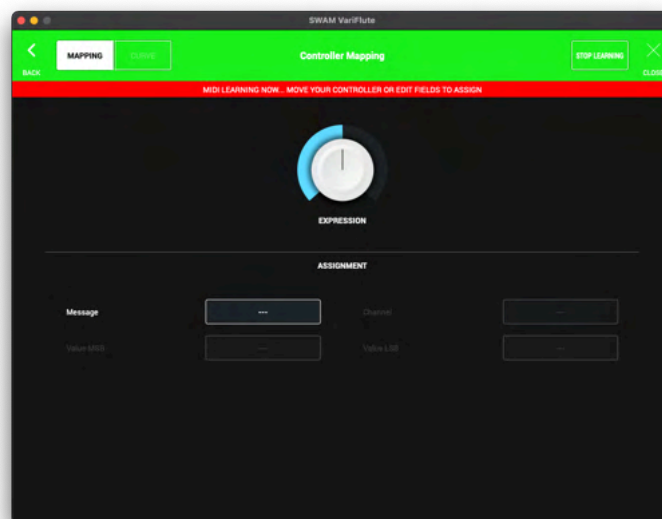 SWAM VariFlute
BACK
MAPPING
CURVE
Controller Mapping
STOP LEARNING
CLOSE
MIDI LEARNING NOW... MOVE YOUR CONTROLLER OR EDIT FIELDS TO ASSIGN
EXPRESSION
ASSIGNMENT
Message
---
Channel
---
Value MSB
---
Value LSB
---